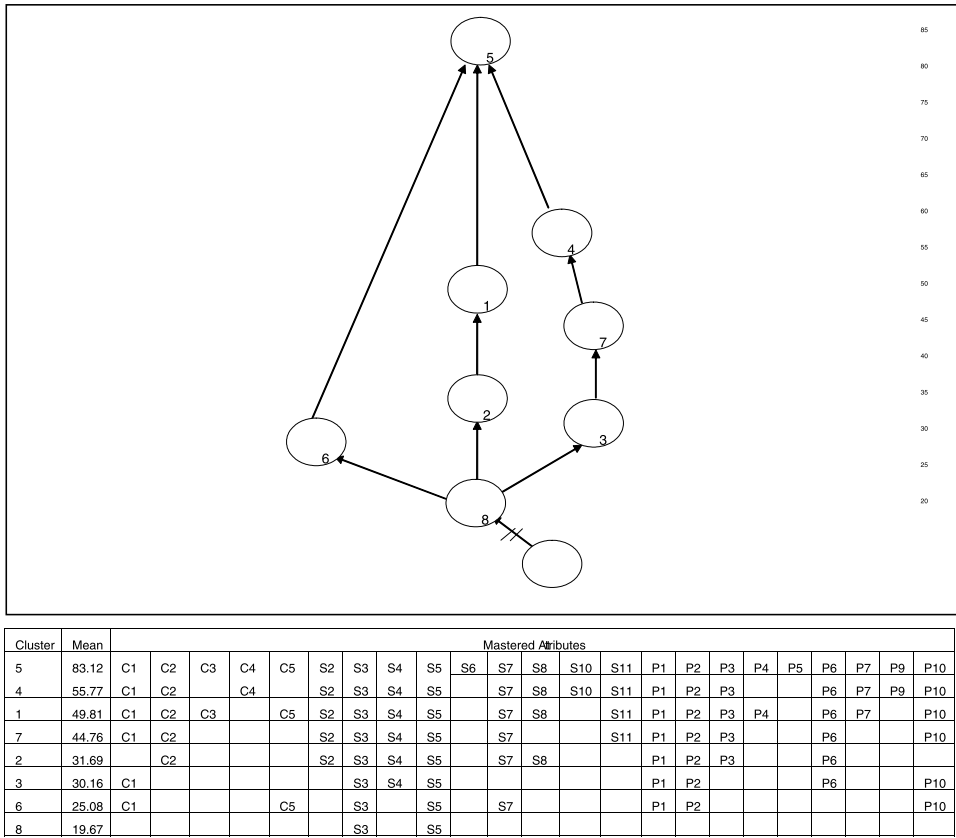 85
5
80
75
70
65
60
4
55
50
1
45
7
40
35
2
30
3
6
25
20
8
Cluster Mean Mastered Attributes
5 83.12 C1 C2 C3 C4 C5 S2 S3 S4 S5 S6 S7 S8 S10 S11 P1 P2 P3 P4 P5 P6 P7 P9 P10
4 55.77 C1 C2 C4 S2 S3 S4 S5 S7 S8 S10 S11 P1 P2 P3 P6 P7 P9 P10
1 49.81 C1 C2 C3 C5 S2 S3 S4 S5 S7 S8 S11 P1 P2 P3 P4 P6 P7 P10
7 44.76 C1 C2 S2 S3 S4 S5 S7 S11 P1 P2 P3 P6 P10
2 31.69 C2 S2 S3 S4 S5 S7 S8 P1 P2 P3 P6
3 30.16 C1 S3 S4 S5 P1 P2 P6 P10
6 25.08 C1 C5 S3 S5 S7 P1 P2 P10
8 19.67 S3 S5